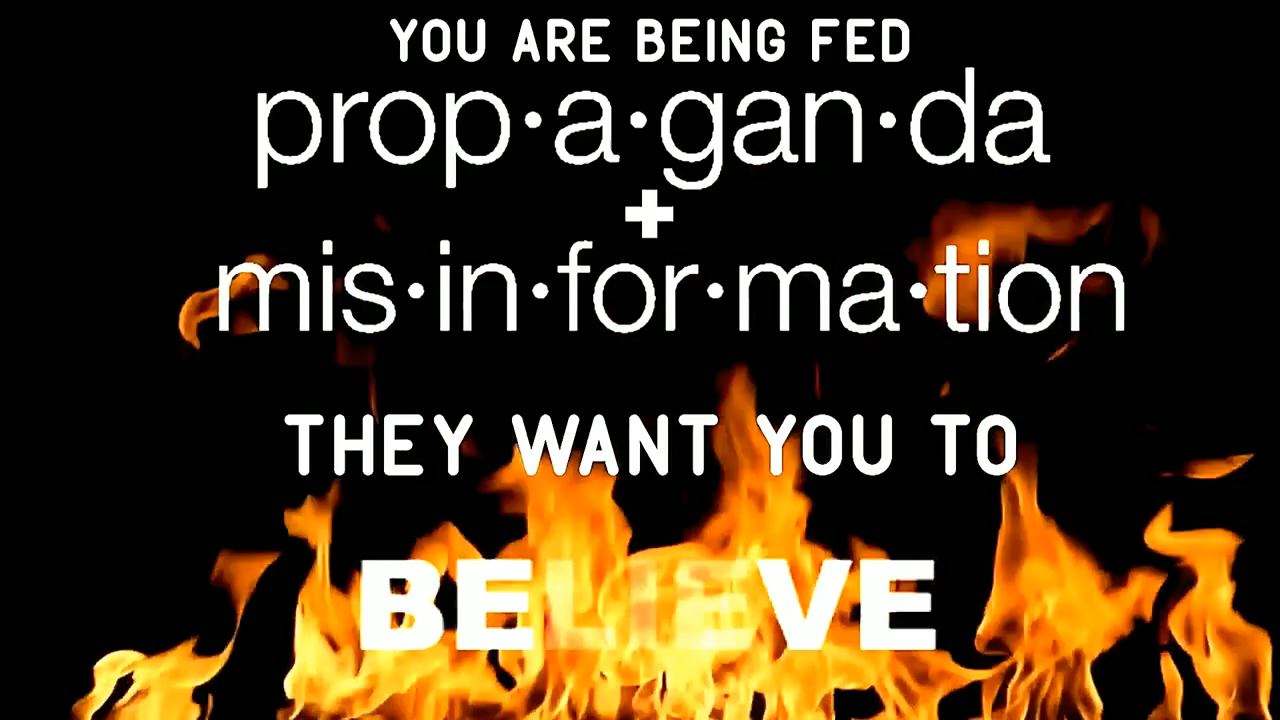 YOU ARE BEING FED
prop·a·gan·da
+
mis·in·for·ma·tion
THEY WANT YOU TO
BELIEVE